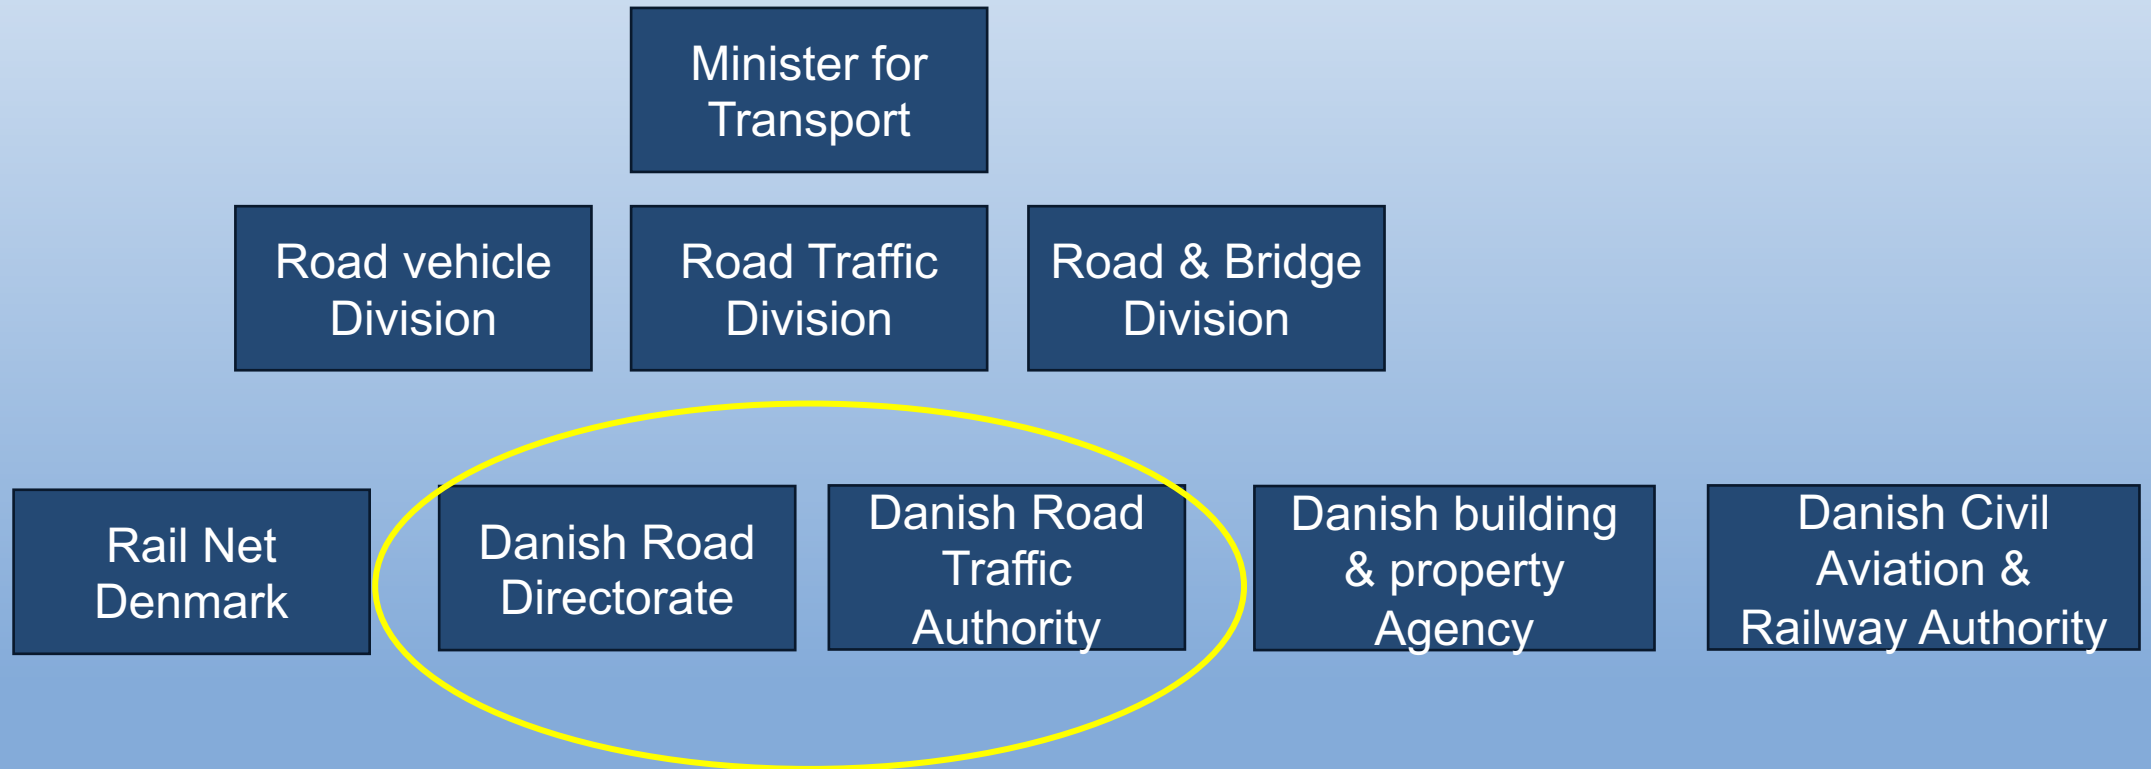 Minister for
Transport
Road vehicle
Division
Road Traffic
Division
Road & Bridge
Division
Rail Net
Denmark
Danish Road
Directorate
Danish Road
Traffic
Authority
Danish building
& property
Agency
Danish Civil
Aviation &
Railway Authority